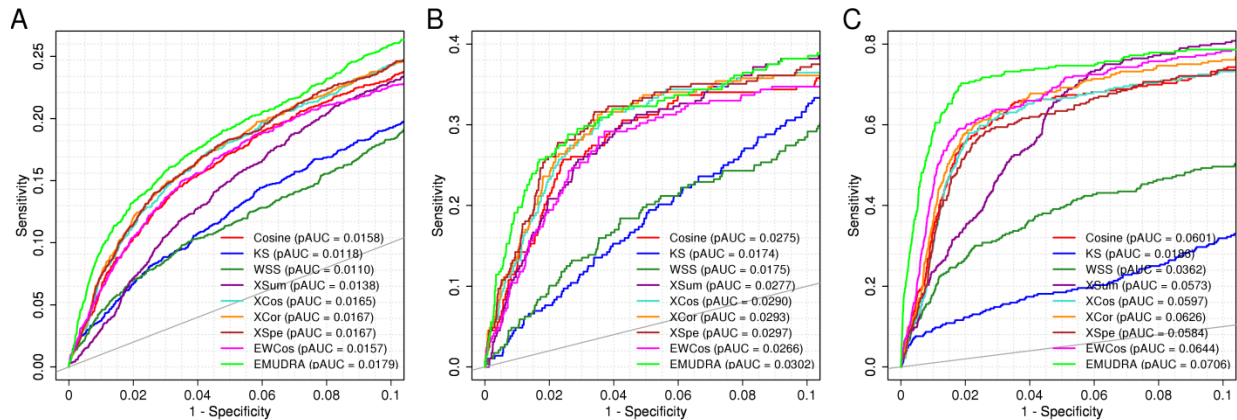 A
0.25
0.20
0.15
0.10
0.05
0.00
Sensitivity
Cosine (pAUC = 0.0158)
KS (pAUC = 0.0118)
WSS (pAUC = 0.0110)
XSum (pAUC = 0.0138)
XCos (pAUC = 0.0165)
XCor (pAUC = 0.0167)
XSpe (pAUC = 0.0167)
EWCos (pAUC = 0.0157)
EMUDRA (pAUC = 0.0179)
0 0.02 0.04 0.06 0.08 0.1
1 - Specificity
B
0.4
0.3
0.2
0.1
0.0
Sensitivity
Cosine (pAUC = 0.0275)
KS (pAUC = 0.0174)
WSS (pAUC = 0.0175)
XSum (pAUC = 0.0277)
XCos (pAUC = 0.0290)
XCor (pAUC = 0.0293)
XSpe (pAUC = 0.0297)
EWCos (pAUC = 0.0266)
EMUDRA (pAUC = 0.0302)
0 0.02 0.04 0.06 0.08 0.1
1 - Specificity
C
0.8
0.6
0.4
0.2
0.0
Sensitivity
Cosine (pAUC = 0.0601)
KS (pAUC =
WSS (pAUC = 0.0362)
XSum (pAUC = 0.0573)
XCos (pAUC = 0.0597)
XCor (pAUC = 0.0626)
XSpe (pAUC = 0.0584)
EWCos (pAUC = 0.0644)
EMUDRA (pAUC = 0.0706)
0 0.02 0.04 0.06 0.08 0.1
1 - Specificity